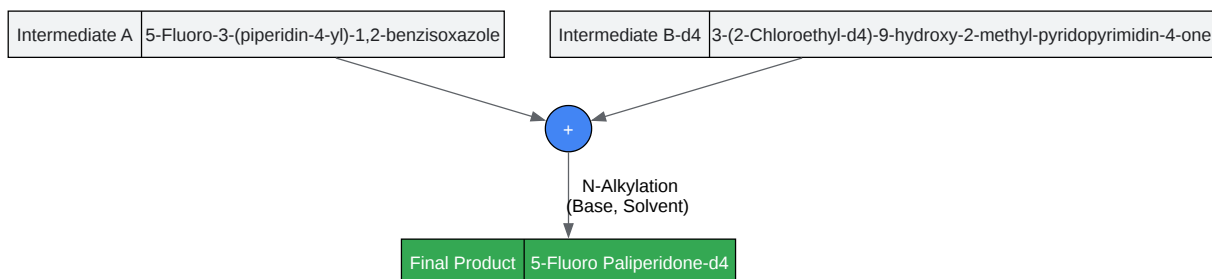 Intermediate A 5-Fluoro-3-(piperidin-4-yl)-1,2-benzisoxazole
Intermediate B-d4 3-(2-Chloroethyl-d4)-9-hydroxy-2-methyl-pyridopyrimidin-4-one
+
N-Alkylation
(Base, Solvent)
Final Product 5-Fluoro Paliperidone-d4